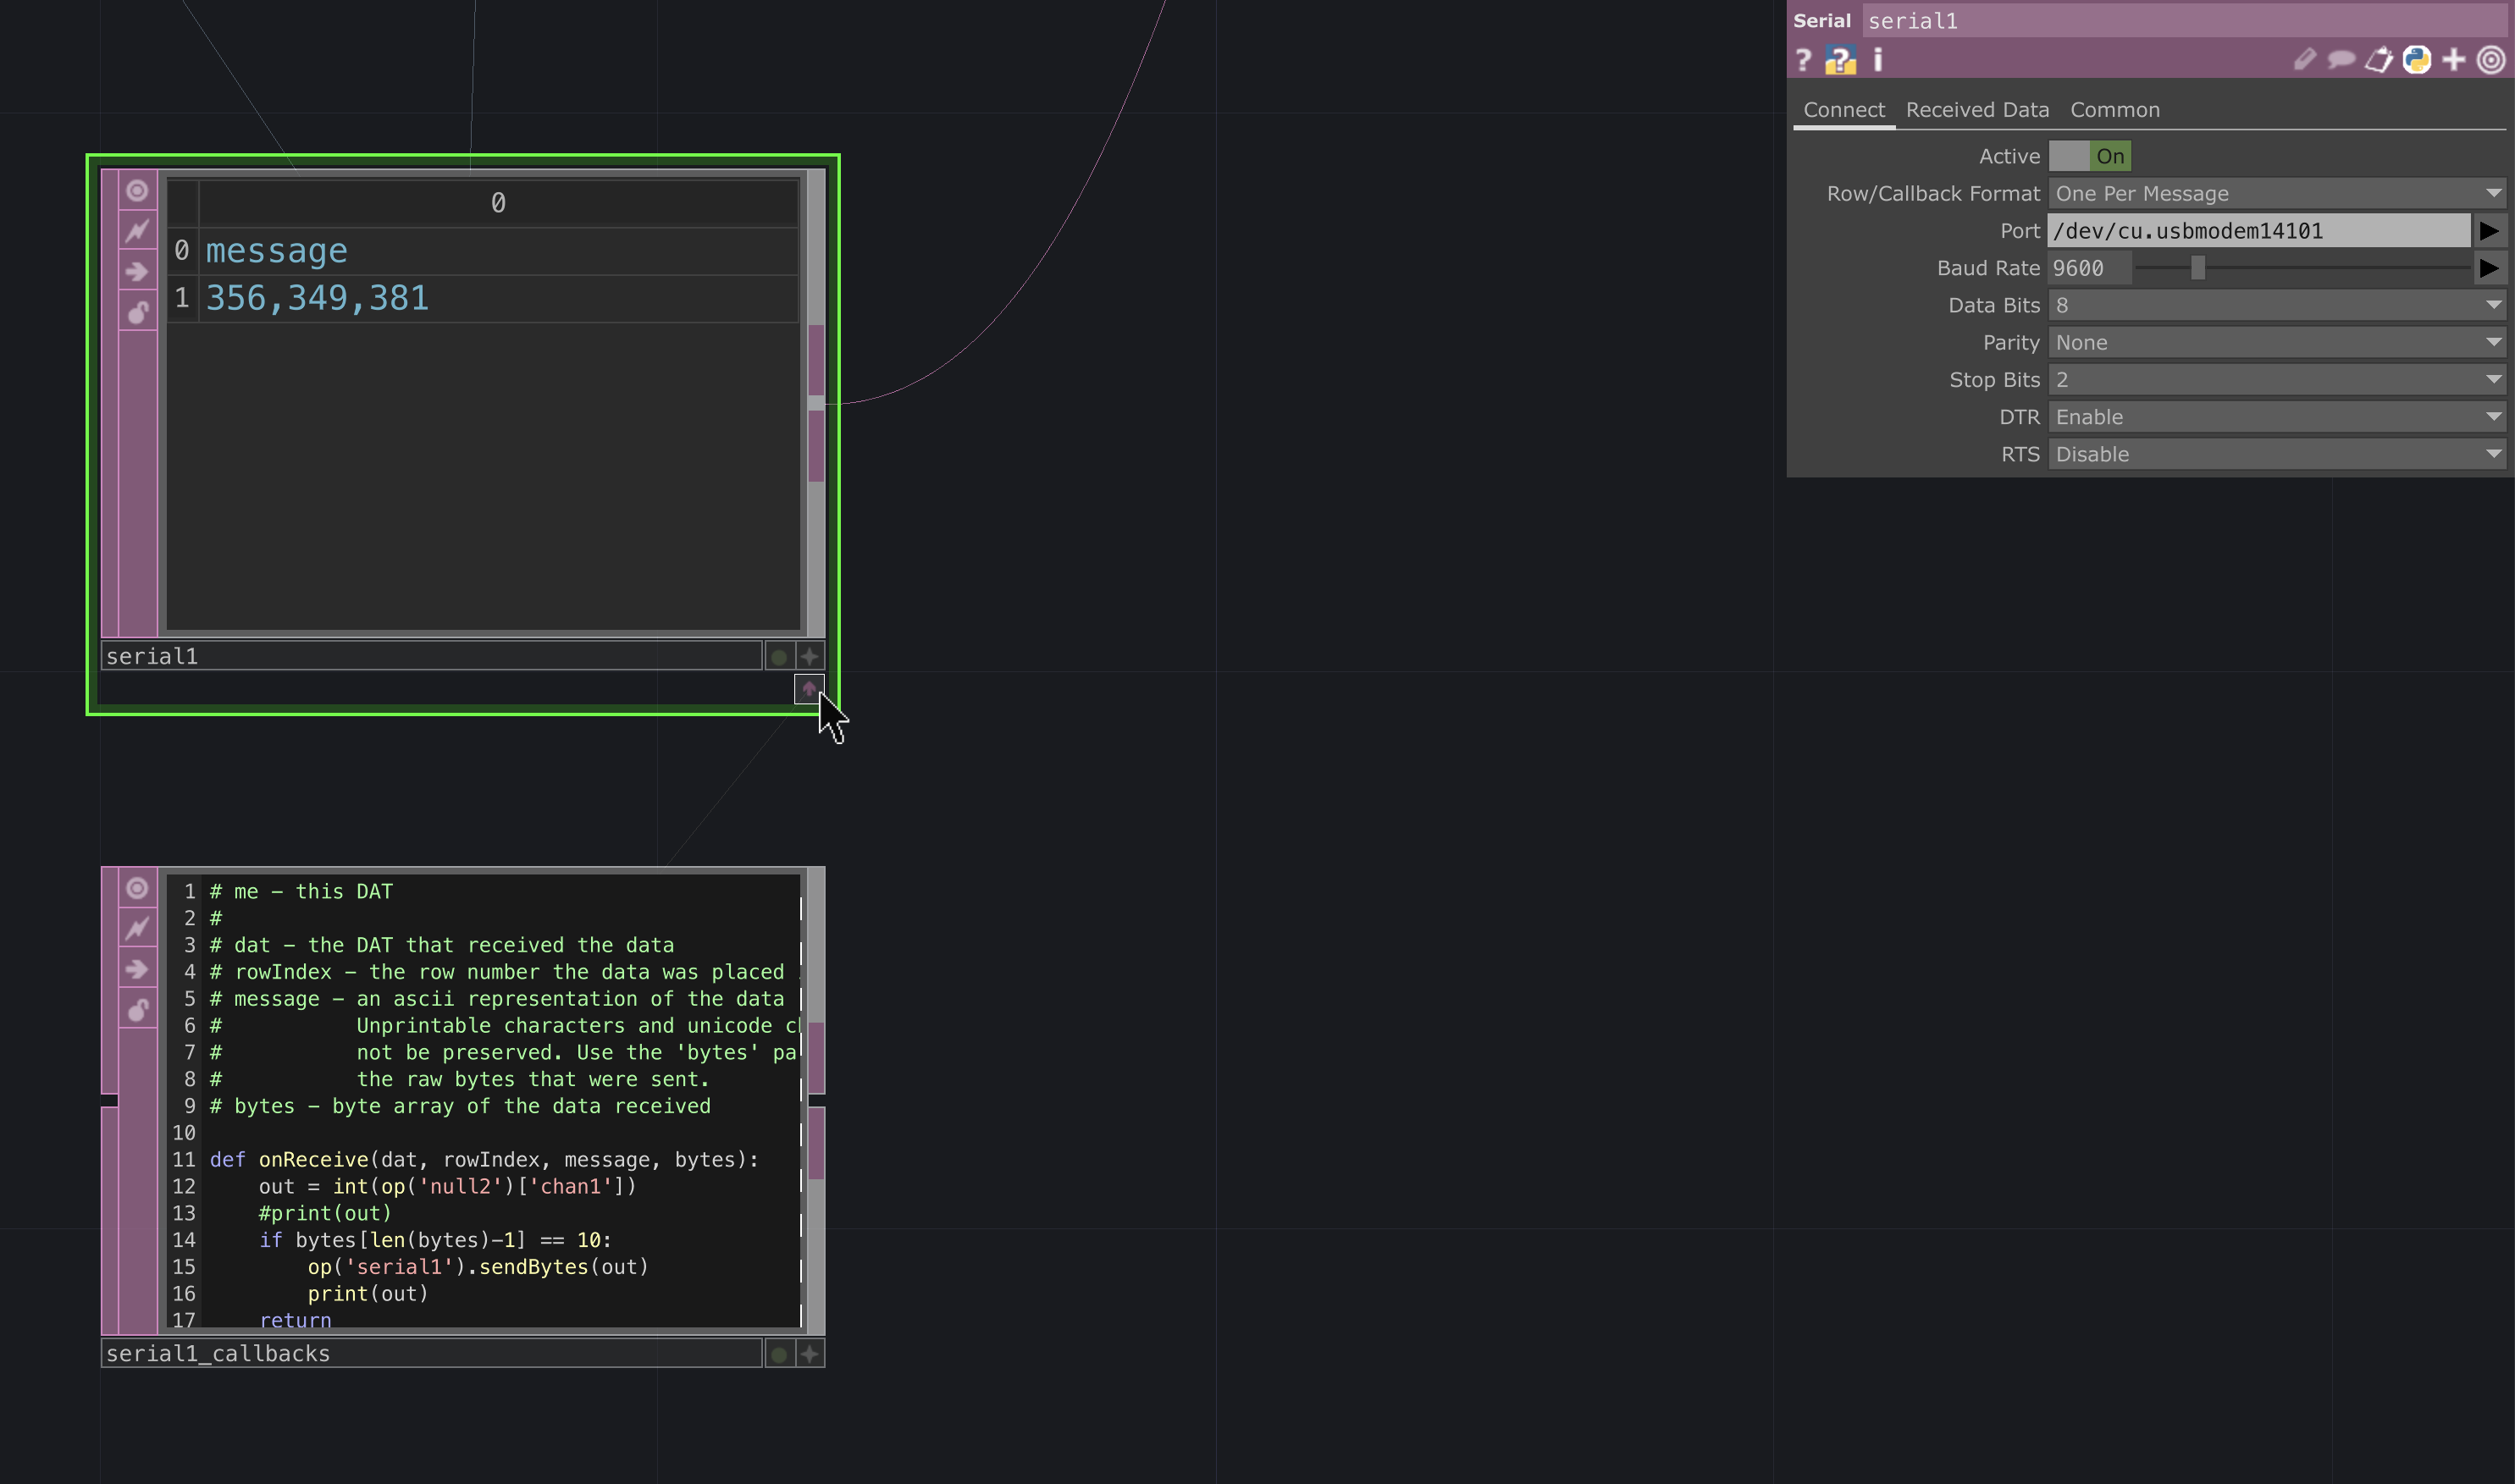 Serial serial1
? ? i
Connect Received Data Common
Active On
Row/Callback Format One Per Message
Port /dev/cu.usbmodem14101
Baud Rate 9600
Data Bits 8
Parity None
Stop Bits 2
DTR Enable
RTS Disable
0
0 message
1 356,349,381
serial1
1 # me - this DAT
2 #
3 # dat - the DAT that received the data
4 # rowIndex - the row number the data was placed
5 # message - an ascii representation of the data
6 # Unprintable characters and unicode
7 # not be preserved. Use the 'bytes' pa
8 # the raw bytes that were sent.
9 # bytes - byte array of the data received
10
11 def onReceive(dat, rowIndex, message, bytes):
12 out = int(op('null2')['chan1'])
13 #print(out)
14 if bytes[len(bytes)-1] == 10:
15 op('serial1').sendBytes(out)
16 print(out)
17 return
serial1_callbacks